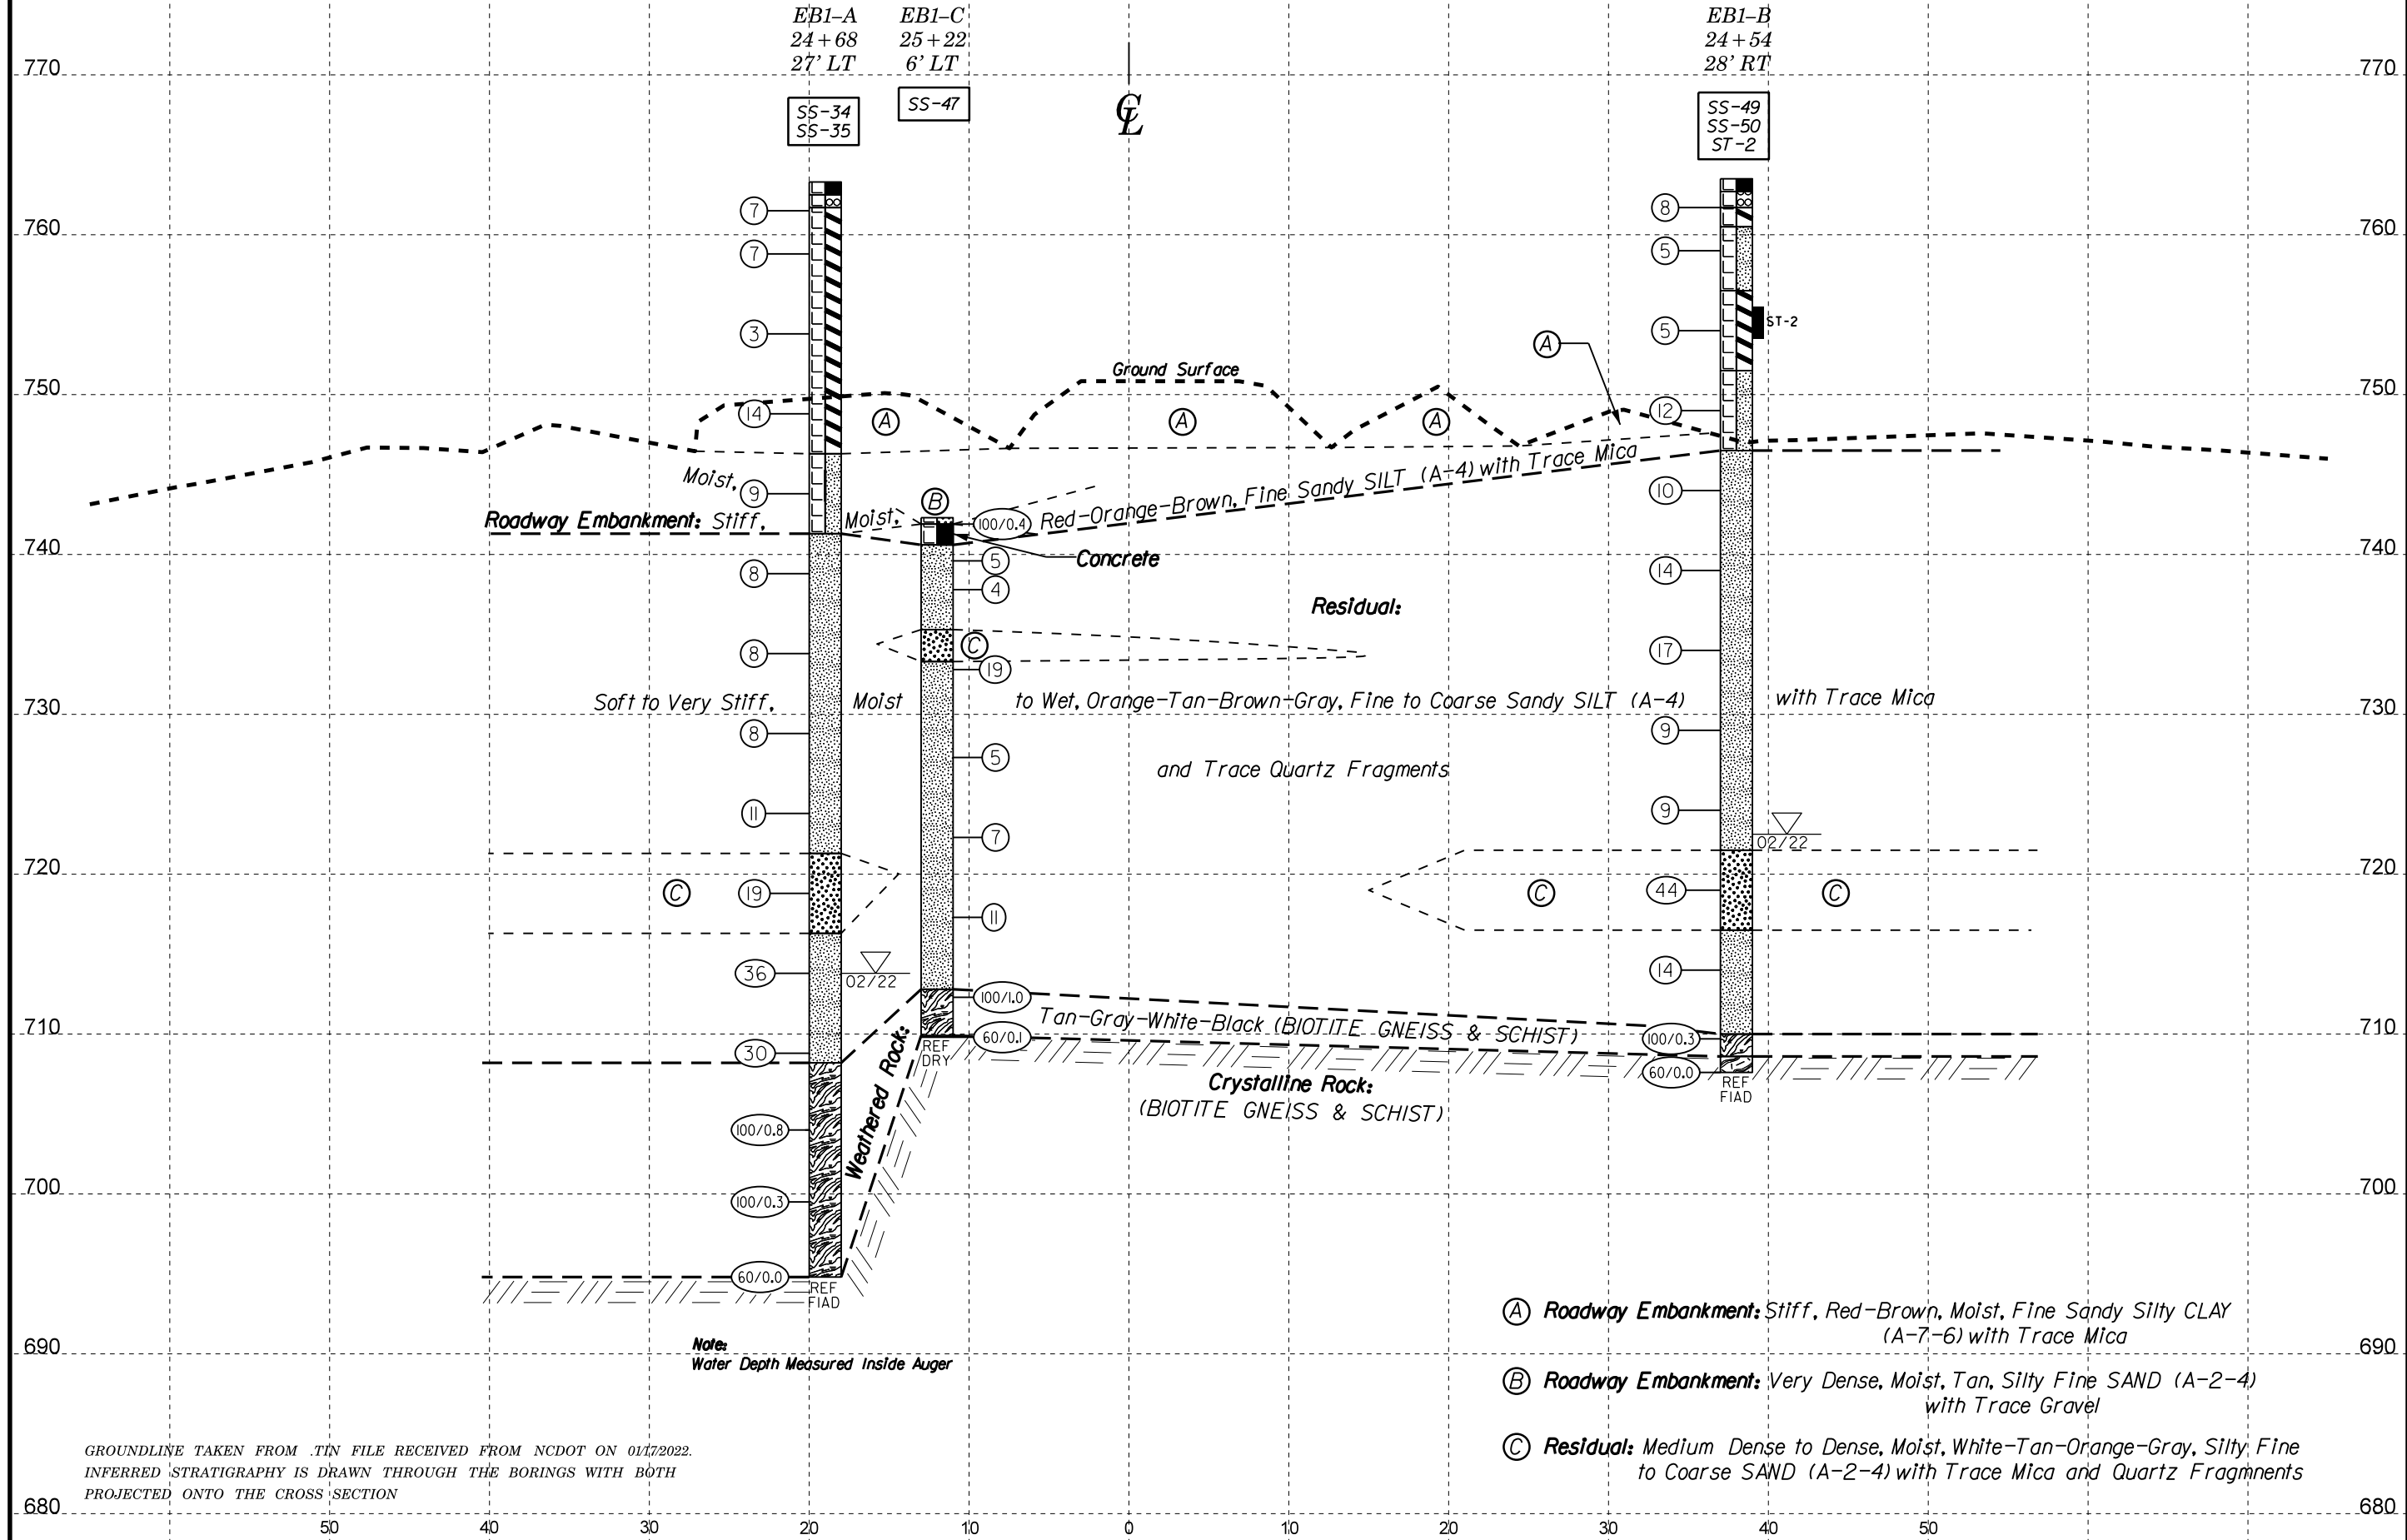 EB1-A
24+68
27' LT
EB1-C
25+22
6' LT
EB1-B
24+54
28' RT
770
770
SS-34
SS-35
SS-47
CL
SS-49
SS-50
ST-2
7
8
760
760
7
5
3
5
ST-2
A
Ground Surface
750
750
14
A
A
A
12
Moist,
9
B
10
Roadway Embankment: Stiff,
Moist,
100/0.4
Red-Orange-Brown, Fine Sandy SILT (A-4) with Trace Mica
740
740
Concrete
5
8
4
14
Residual:
8
C
19
17
Soft to Very Stiff,
Moist
to Wet, Orange-Tan-Brown-Gray, Fine to Coarse Sandy SILT (A-4)
with Trace Mica
730
730
8
5
9
and Trace Quartz Fragments
11
7
9
02/22
720
720
C
19
11
C
44
C
36
02/22
14
100/1.0
710
710
Tan-Gray-White-Black (BIOTITE GNEISS & SCHIST)
30
60/0.1
100/0.3
REF
DRY
Weathered Rock:
60/0.0
REF
FIAD
Crystalline Rock:
(BIOTITE GNEISS & SCHIST)
100/0.8
700
700
100/0.3
60/0.0
REF
FIAD
A Roadway Embankment: Stiff, Red-Brown, Moist, Fine Sandy Silty CLAY
(A-7-6) with Trace Mica
690
690
Note:
Water Depth Measured Inside Auger
B Roadway Embankment: Very Dense, Moist, Tan, Silty Fine SAND (A-2-4)
with Trace Gravel
C Residual: Medium Dense to Dense, Moist, White-Tan-Orange-Gray, Silty Fine
to Coarse SAND (A-2-4) with Trace Mica and Quartz Fragmnents
GROUNDLINE TAKEN FROM .TIN FILE RECEIVED FROM NCDOT ON 01/17/2022.
INFERRED STRATIGRAPHY IS DRAWN THROUGH THE BORINGS WITH BOTH
PROJECTED ONTO THE CROSS SECTION
680
680
50 40 30 20 10 0 10 20 30 40 50